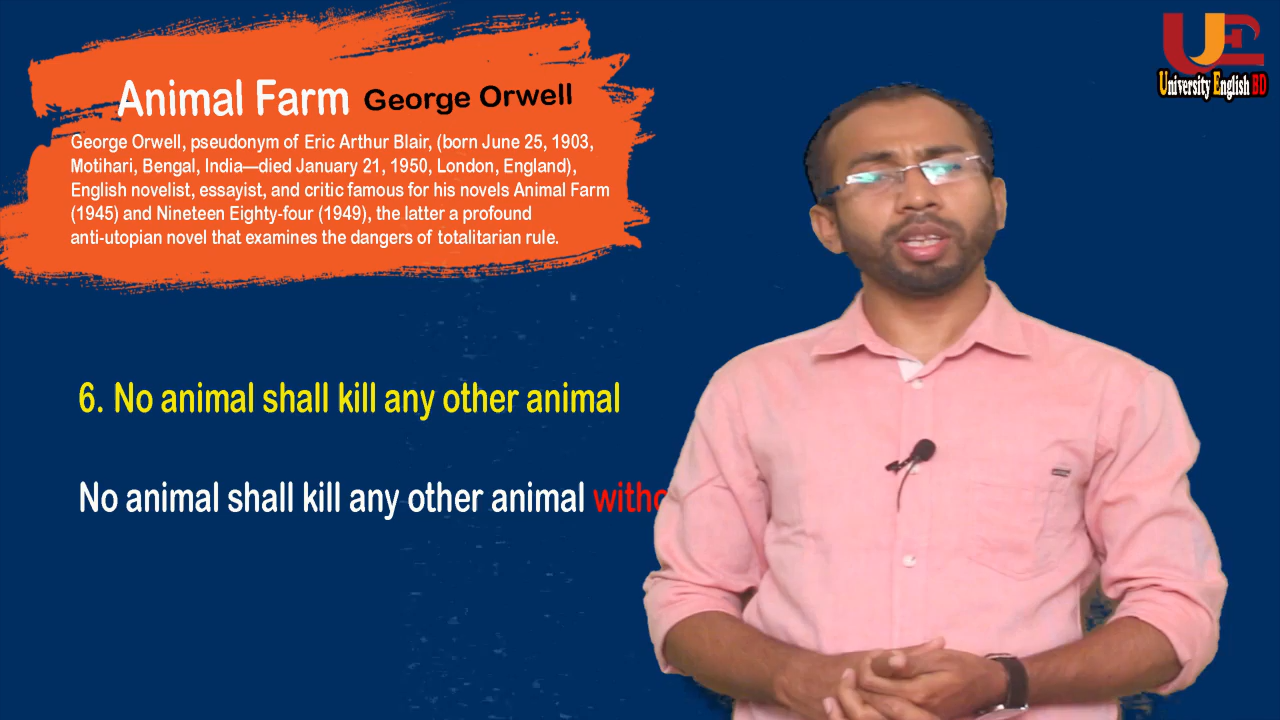 UE
University English BD
Animal Farm George Orwell
George Orwell, pseudonym of Eric Arthur Blair, (born June 25, 1903,
Motihari, Bengal, India—died January 21, 1950, London, England),
English novelist, essayist, and critic famous for his novels Animal Farm
(1945) and Nineteen Eighty-four (1949), the latter a profound
anti-utopian novel that examines the dangers of totalitarian rule.
6. No animal shall kill any other animal
No animal shall kill any other animal